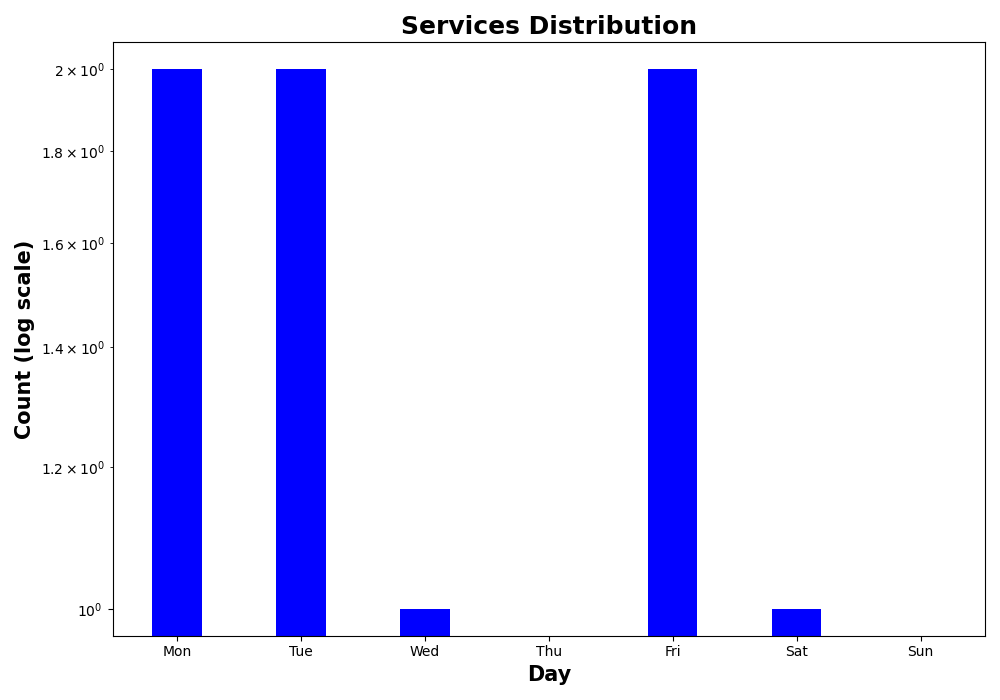 Services Distribution
Count (log scale)
2 × 10⁰
1.8 × 10⁰
1.6 × 10⁰
1.4 × 10⁰
1.2 × 10⁰
10⁰
Mon Tue Wed Thu Fri Sat Sun
Day